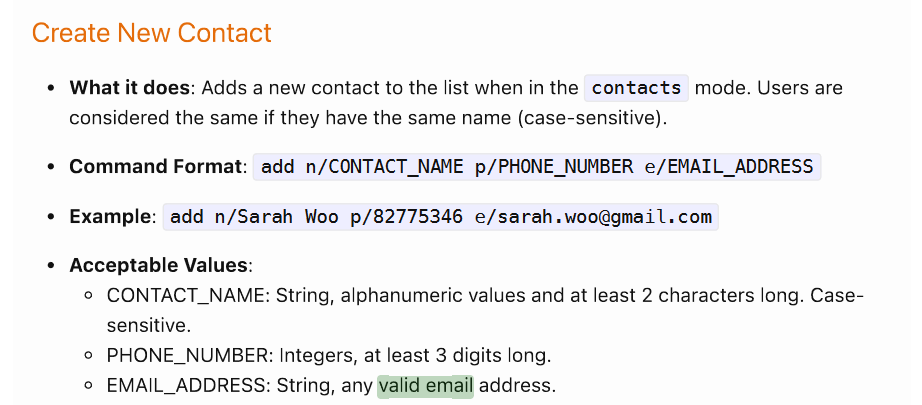 Create New Contact
• What it does: Adds a new contact to the list when in the contacts mode. Users are
considered the same if they have the same name (case-sensitive).
• Command Format: add n/CONTACT_NAME p/PHONE_NUMBER e/EMAIL_ADDRESS
• Example: add n/Sarah Woo p/82775346 e/sarah.woo@gmail.com
• Acceptable Values:
◦ CONTACT_NAME: String, alphanumeric values and at least 2 characters long. Case-
sensitive.
◦ PHONE_NUMBER: Integers, at least 3 digits long.
◦ EMAIL_ADDRESS: String, any valid email address.